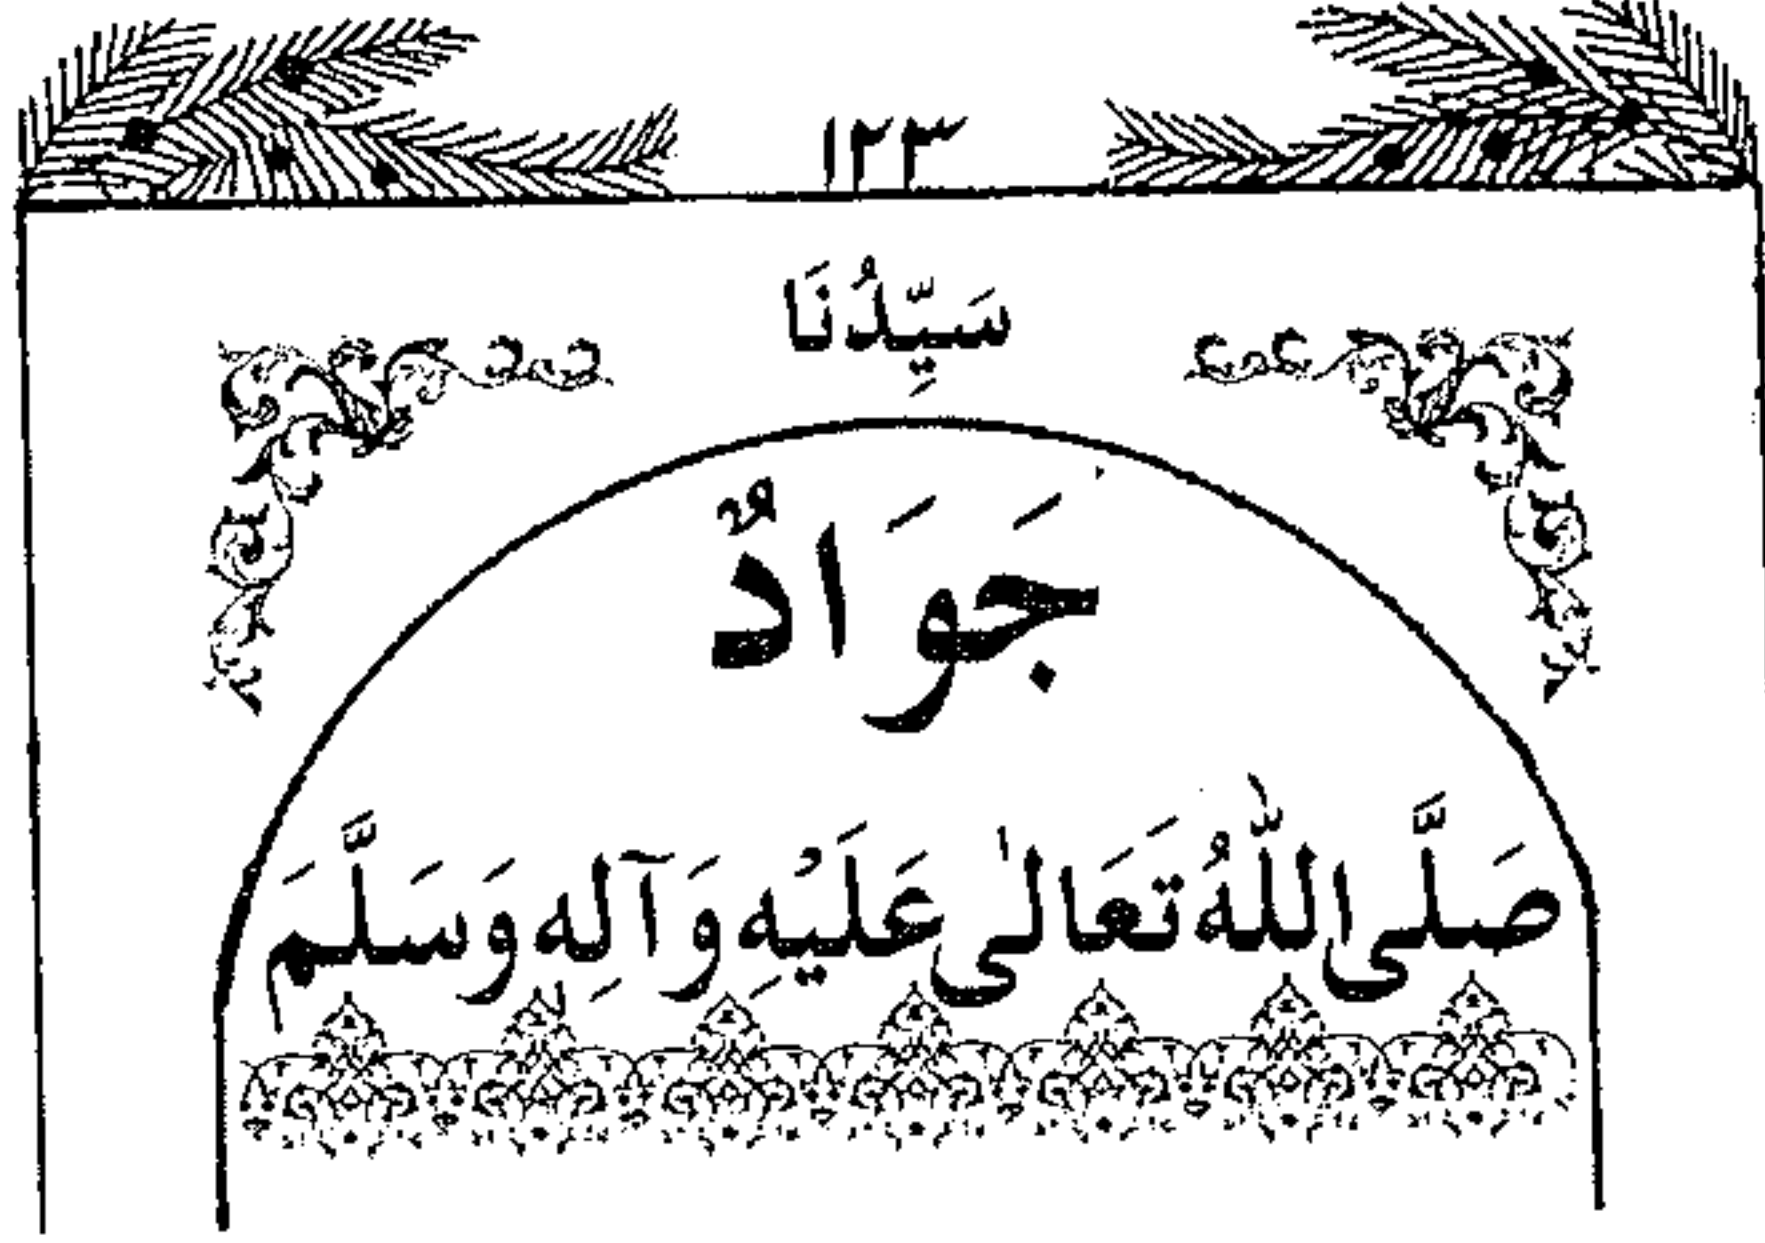 ١٢٣
سَيِّدُنَا
جَوَادٌ
صَلَّى اللّٰهُ تَعَالٰى عَلَيْهِ وَآلِهِ وَسَلَّمَ